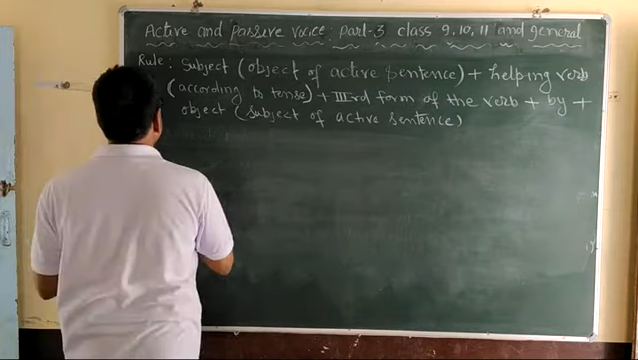 Active and Passive Voice: Part-3 class 9,10,11 and general
Rule: Subject (object of active sentence) + helping verb
(according to tense) + IIIrd form of the verb + by +
object (subject of active sentence)